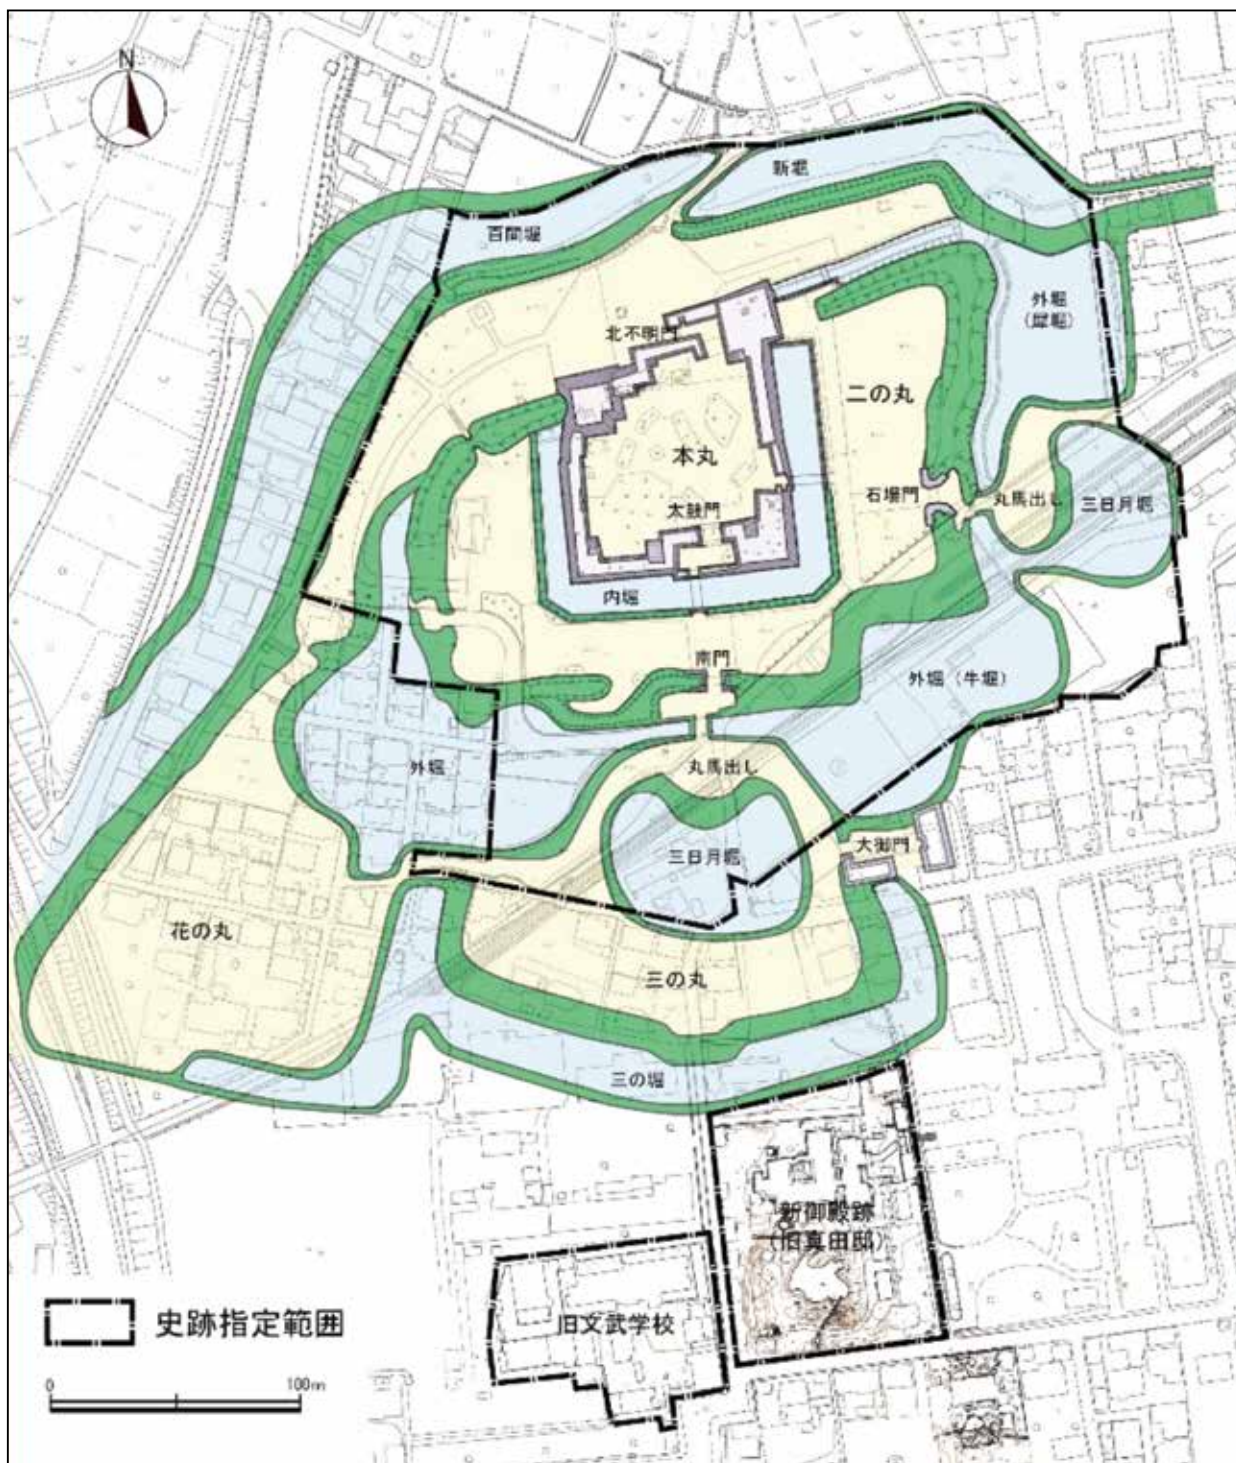 N
新堀
百間堀
外堀
(犀堀)
北不明門
二の丸
本丸
石場門
丸馬出し
三日月堀
太鼓門
内堀
南門
外堀(牛堀)
外堀
丸馬出し
三日月堀
大御門
花の丸
三の丸
三の堀
新御殿跡
(旧真田邸)
旧文武学校
史跡指定範囲
0
100m